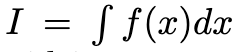 I = ∫ f(x)dx